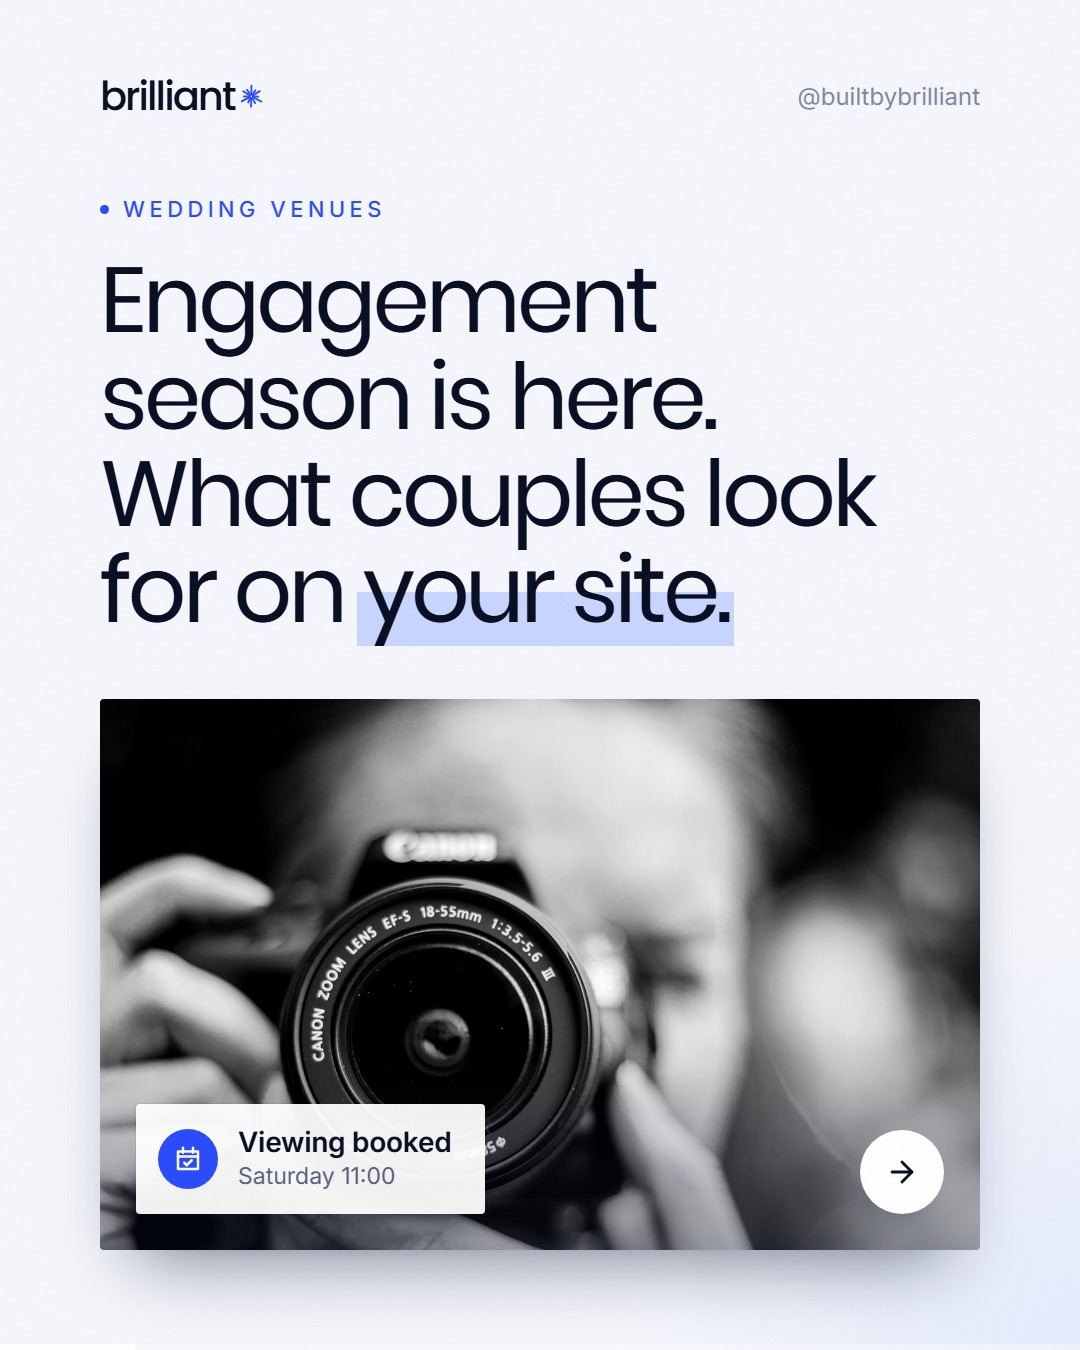 brilliant
@builtbybrilliant
WEDDING VENUES
Engagement
season is here.
What couples look
for on your site.
Canon
CANON ZOOM LENS EF-S 18-55mm 1:3.5-5.6 III
Viewing booked
Saturday 11:00